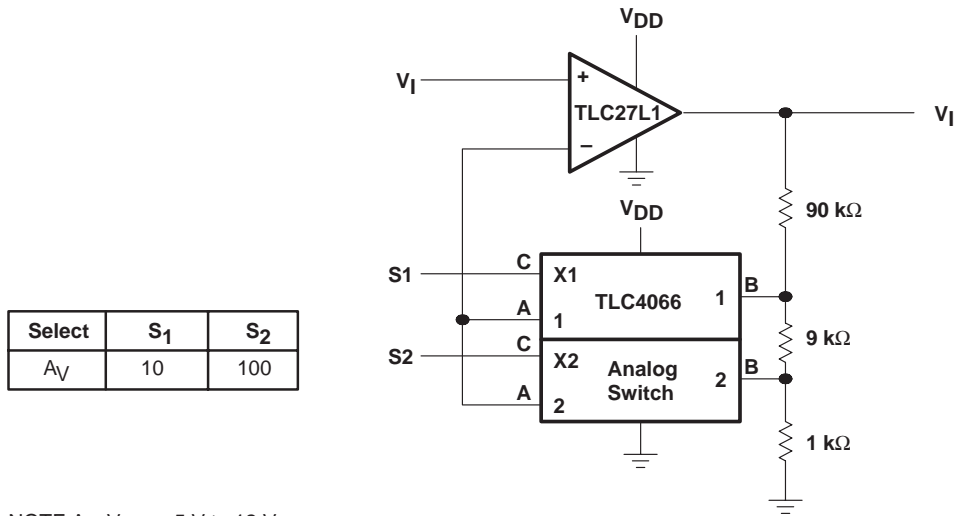 VDD
VI
+
TLC27L1
−
VI
90 kΩ
VDD
S1
C
X1
TLC4066
1
B
A
1
9 kΩ
S2
C
X2
Analog
Switch
2
B
A
2
1 kΩ
Select S1 S2
AV 10 100